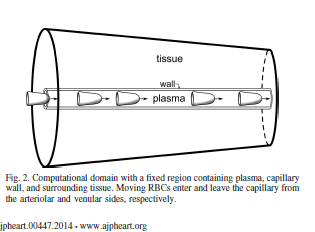 tissue
wall
plasma
Fig. 2. Computational domain with a fixed region containing plasma, capillary
wall, and surrounding tissue. Moving RBCs enter and leave the capillary from
the arteriolar and venular sides, respectively.
jpheart.00447.2014 • www.ajpheart.org